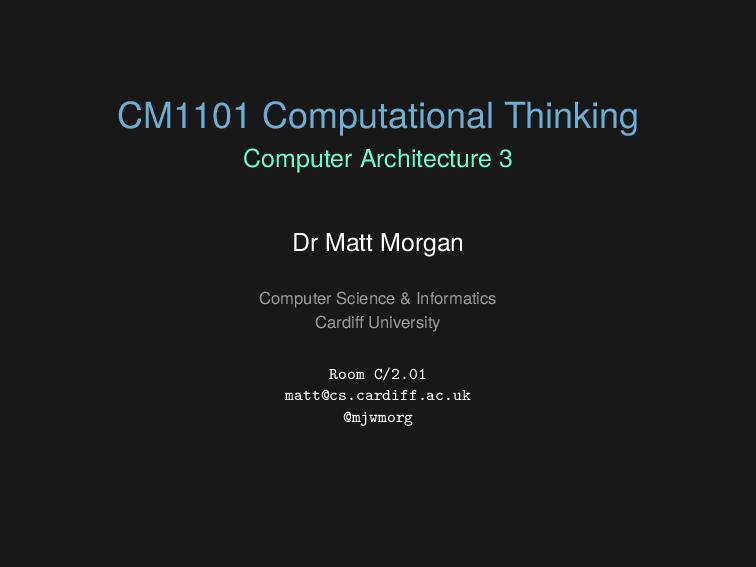 CM1101 Computational Thinking
Computer Architecture 3
Dr Matt Morgan
Computer Science & Informatics
Cardiff University
Room C/2.01
matt@cs.cardiff.ac.uk
@mjwmorg